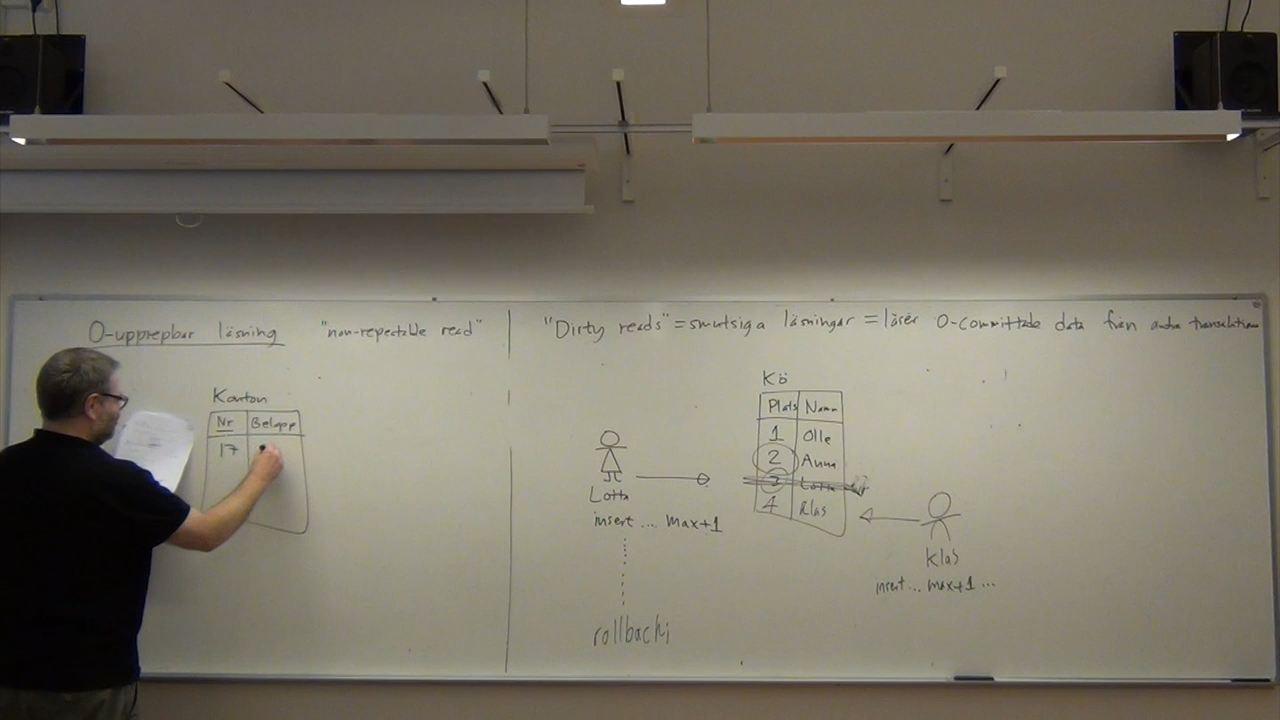 O-upprepbar läsning "non-repeatable read"
Konton
Nr Belopp
17
"Dirty reads" = smutsiga läsningar = läser O-committade data från andra transaktioner
Kö
Plats Namn
1 Olle
2 Anna
3 Lotta
4 Klas
Lotta
insert ... max+1
rollback;
Klas
insert ... max+1 ...